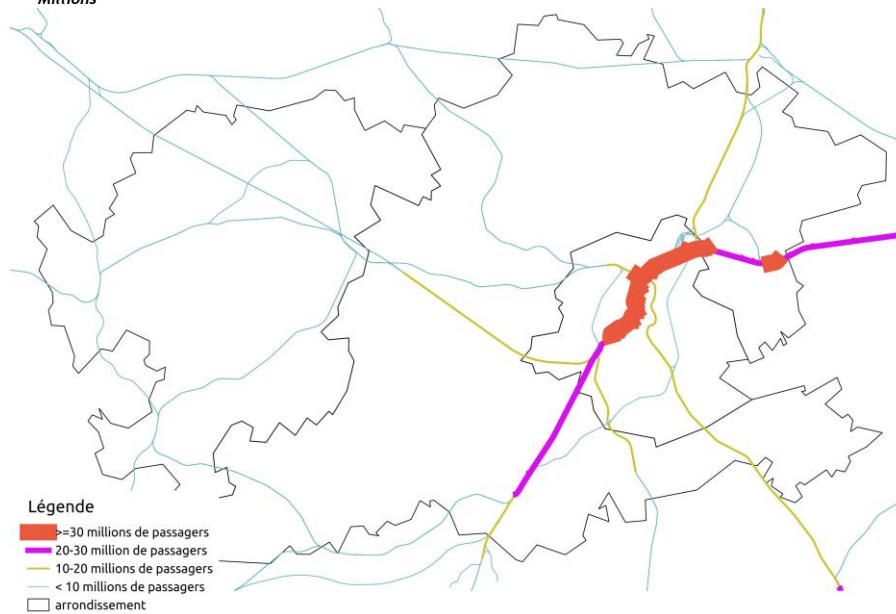 Millions
Légende
>=30 millions de passagers
20-30 million de passagers
10-20 millions de passagers
< 10 millions de passagers
arrondissement